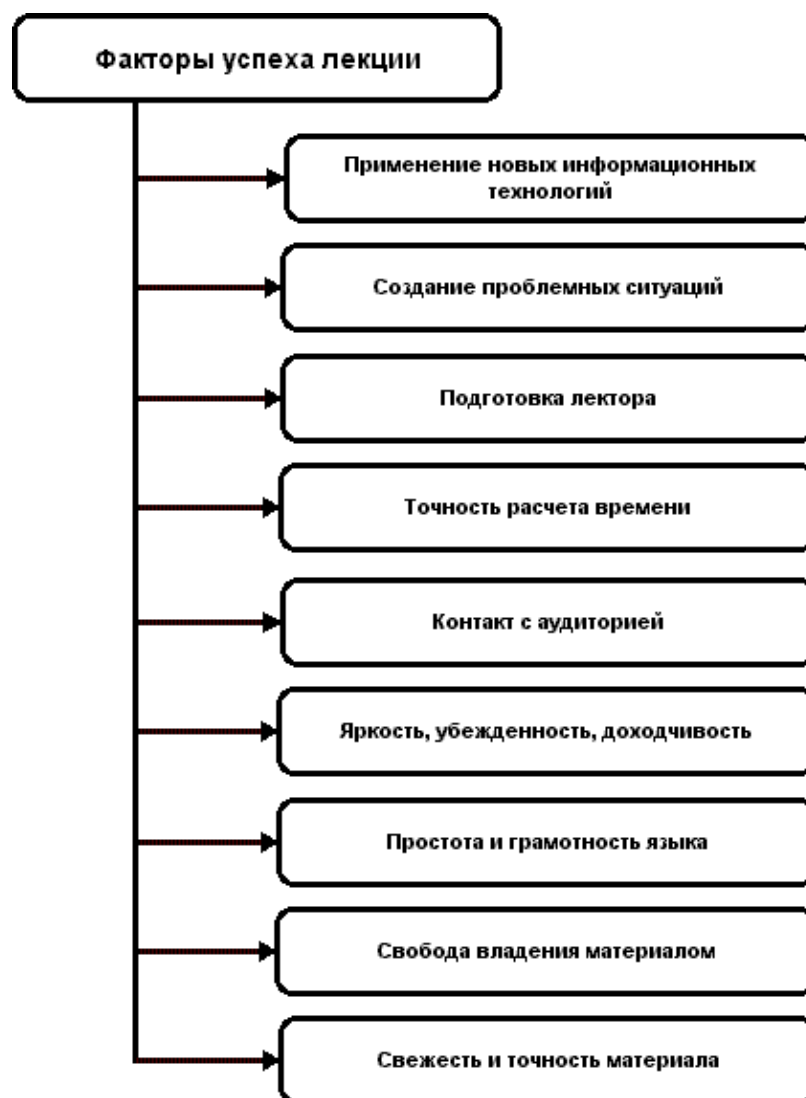 Факторы успеха лекции
Применение новых информационных
технологий
Создание проблемных ситуаций
Подготовка лектора
Точность расчета времени
Контакт с аудиторией
Яркость, убежденность, доходчивость
Простота и грамотность языка
Свобода владения материалом
Свежесть и точность материала